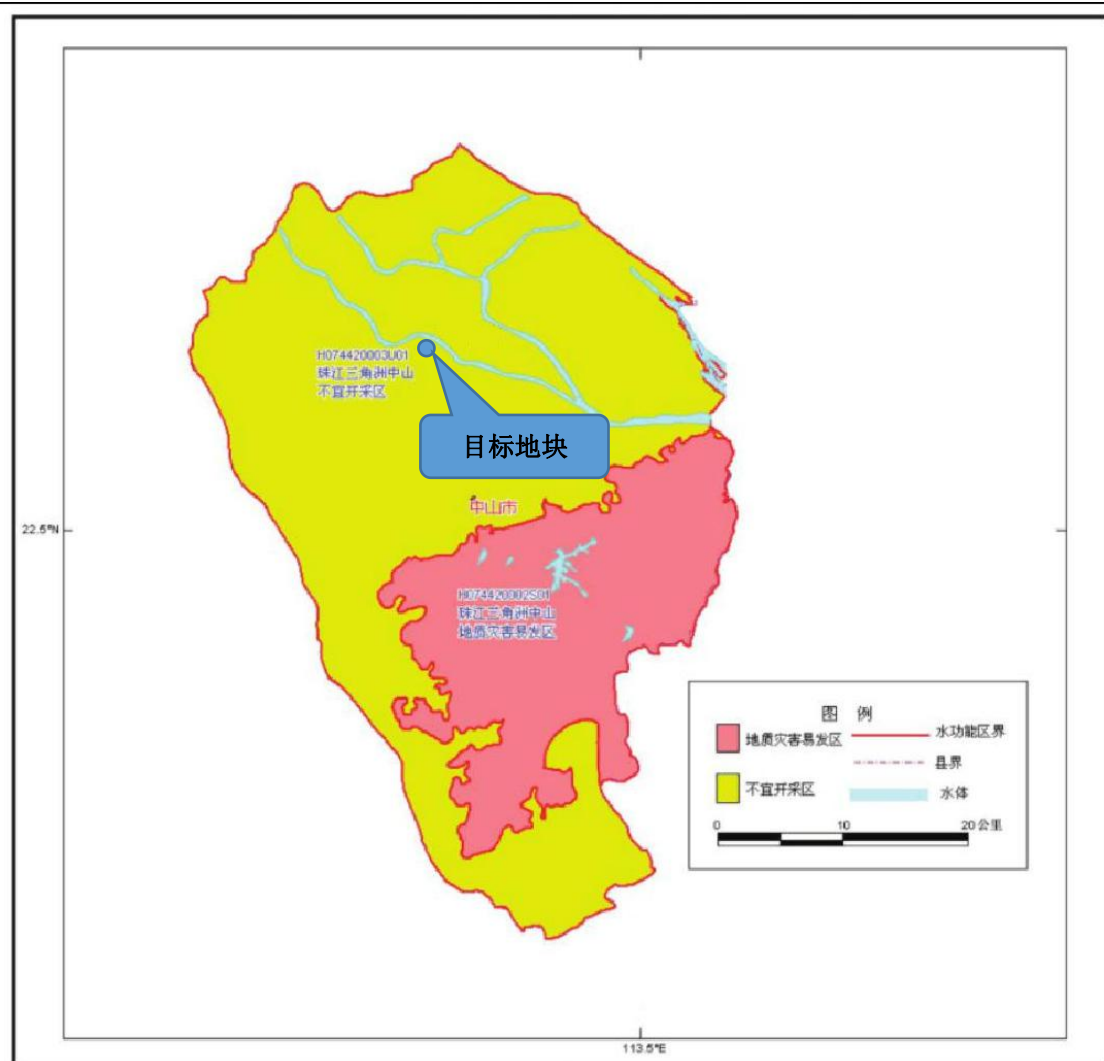 H074420003U01
珠江三角洲中山
不宜开采区
目标地块
中山市
22.5°N
H074420002S01
珠江三角洲中山
地质灾害易发区
图 例
地质灾害易发区
水功能区界
县界
不宜开采区
水体
0 10 20公里
113.5°E